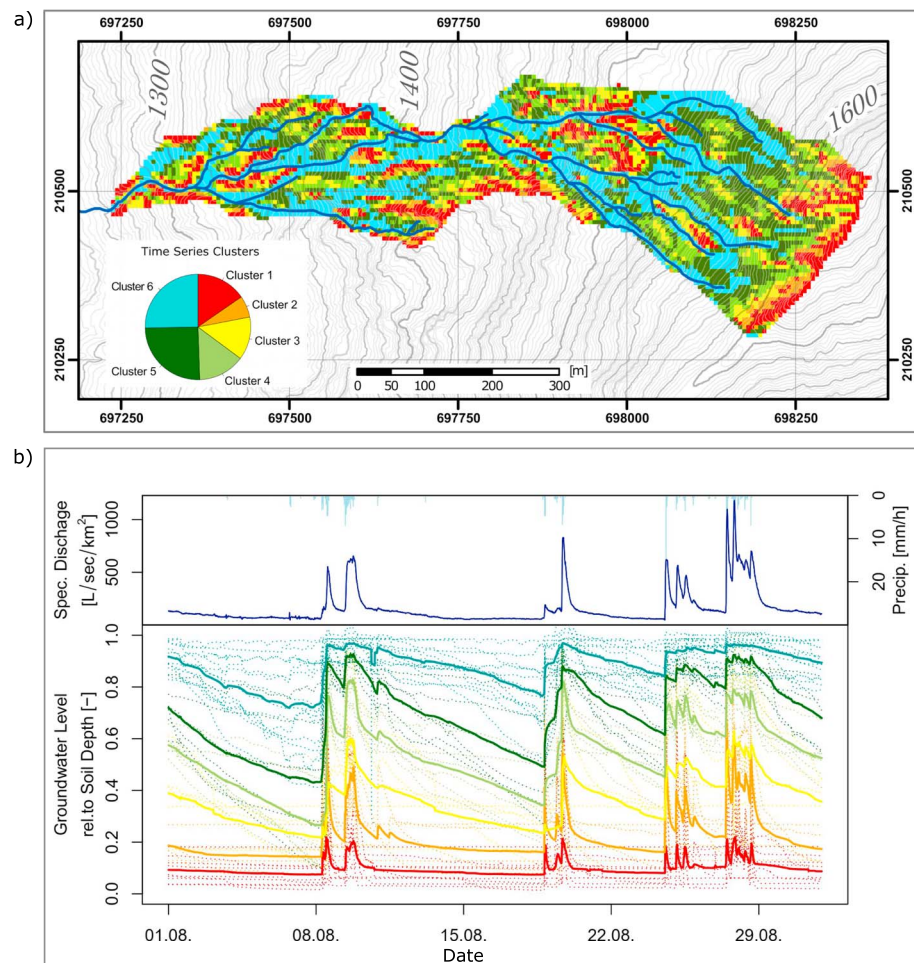 a)
697250 697500 697750 698000 698250
1300
1400
1600
210500 210500
Time Series Clusters
Cluster 1
Cluster 6
Cluster 2
Cluster 3
Cluster 5
Cluster 4
210250 210250
[m]
0 50 100 200 300
697250 697500 697750 698000 698250
b)
Spec. Discharge
[L/sec/km²]
1000
500
0
10
20
Precip. [mm/h]
Groundwater Level
rel.to Soil Depth [–]
1.0
0.8
0.6
0.4
0.2
0.0
01.08. 08.08. 15.08. 22.08. 29.08.
Date